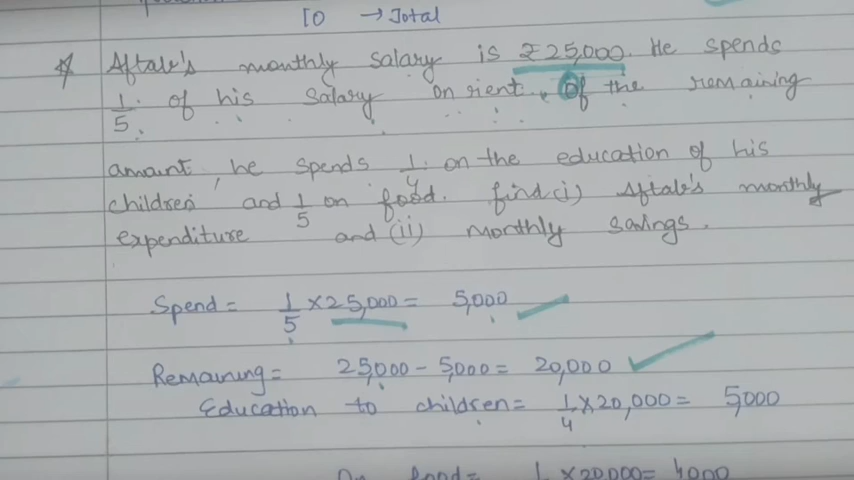 10 → Total
* Aftab's monthly salary is ₹25,000. He spends
1/5 of his salary on rent. Of the remaining
amount, he spends 1/4 on the education of his
children and 1/5 on food. find (i) Aftab's monthly
expenditure and (ii) monthly savings.
Spend = 1/5 × 25,000 = 5,000
Remaining = 25,000 - 5,000 = 20,000
Education to children = 1/4 × 20,000 = 5,000
On food = 1 × 20,000 = 4000